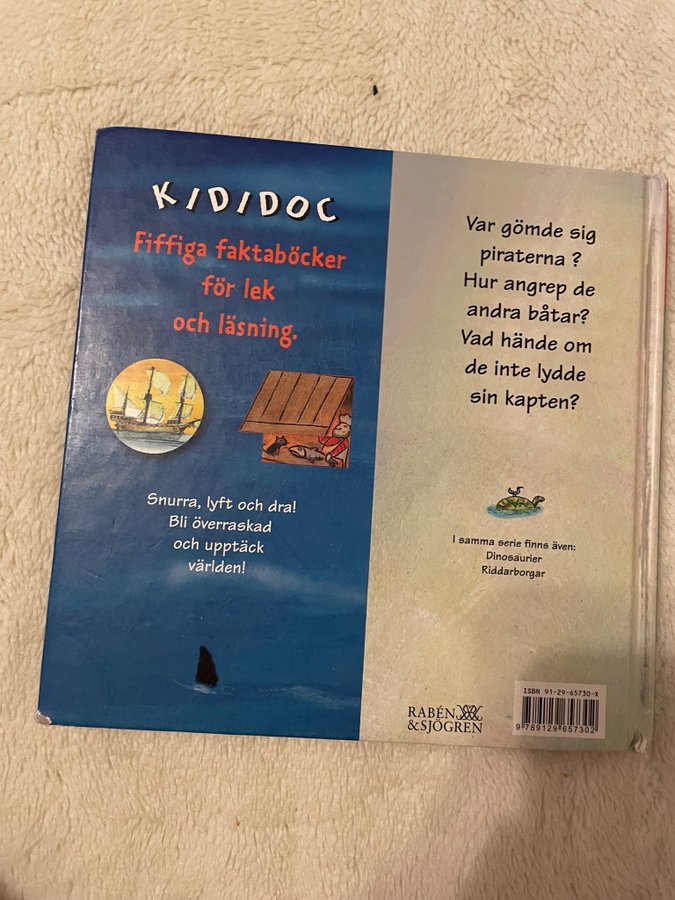 KIDIDOC
Fiffiga faktaböcker
för lek
och läsning.
Snurra, lyft och dra!
Bli överraskad
och upptäck
världen!
Var gömde sig
piraterna ?
Hur angrep de
andra båtar?
Vad hände om
de inte lydde
sin kapten?
I samma serie finns även:
Dinosaurier
Riddarborgar
RABÉN
&SJÖGREN
ISBN 91-29-65730-X
9 789129 657302